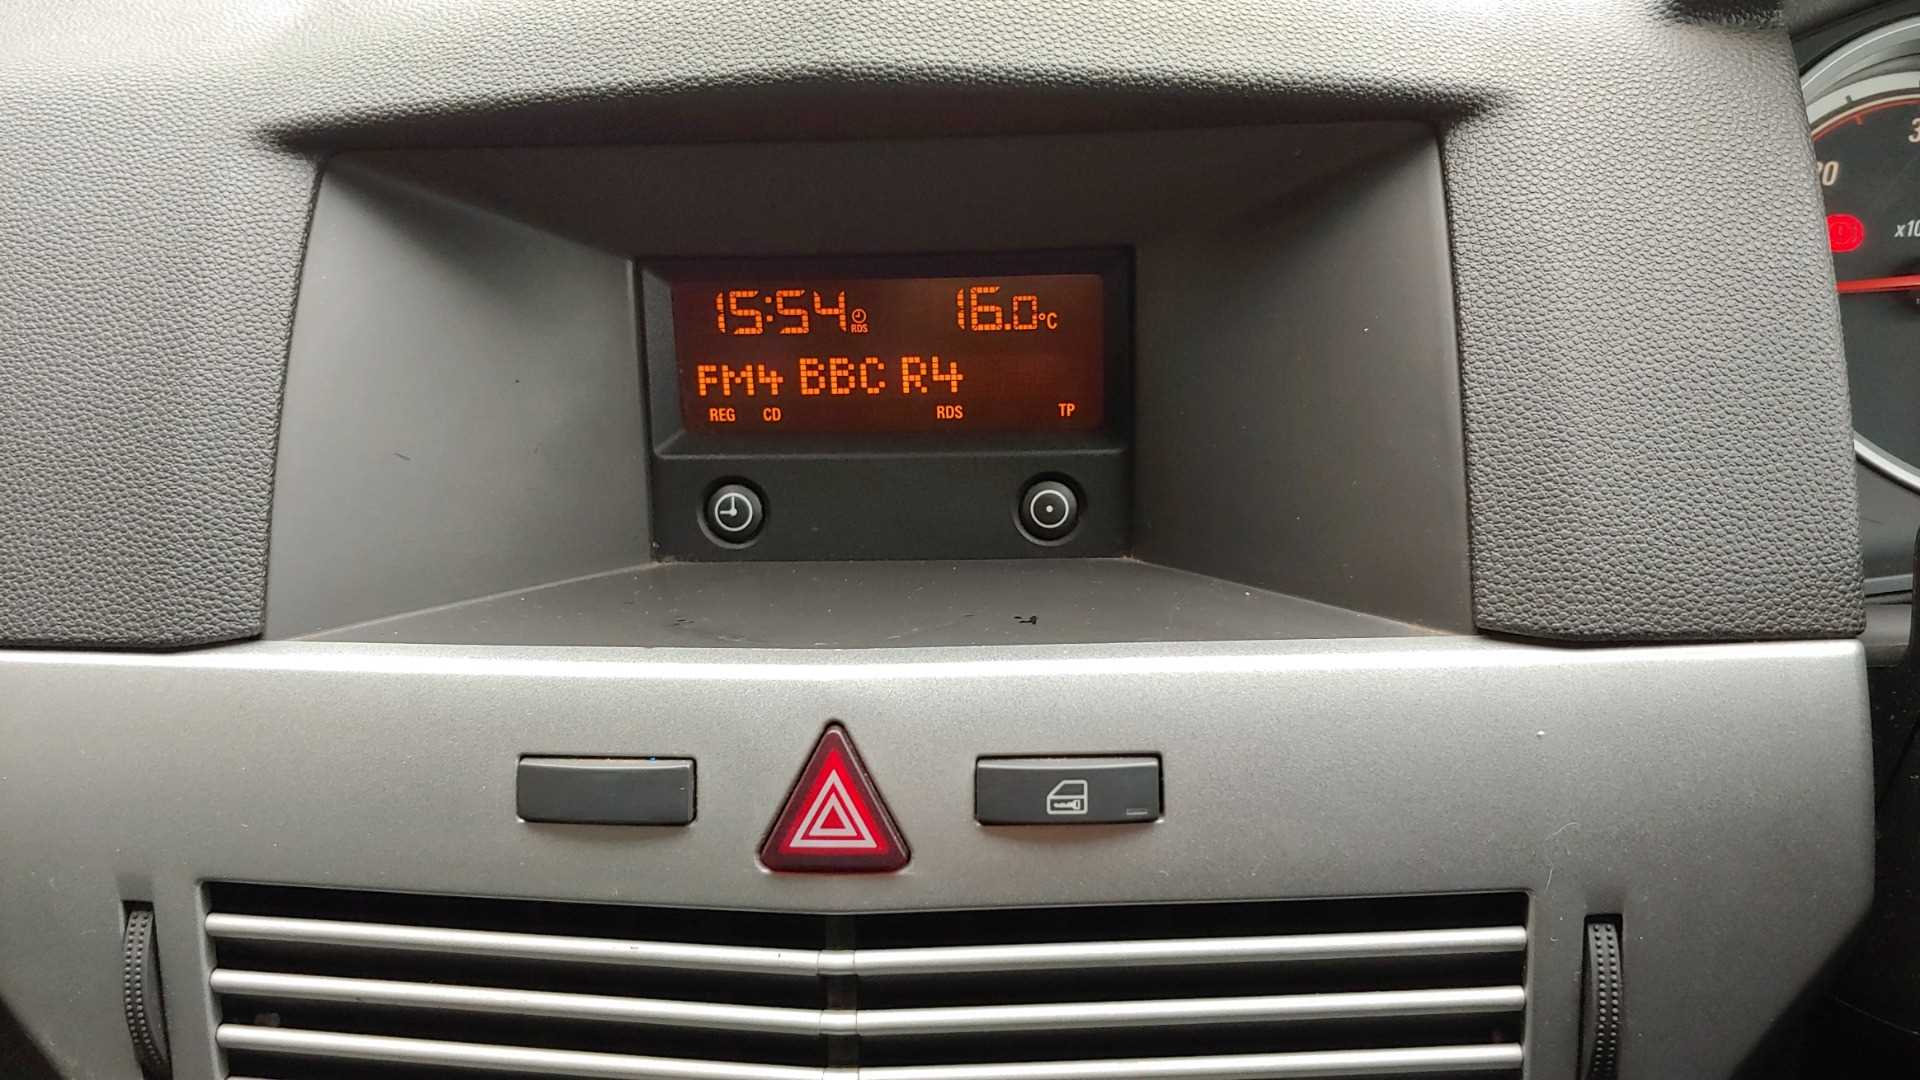 15:54 RDS 16.0°C
FM4 BBC R4
REG CD RDS TP